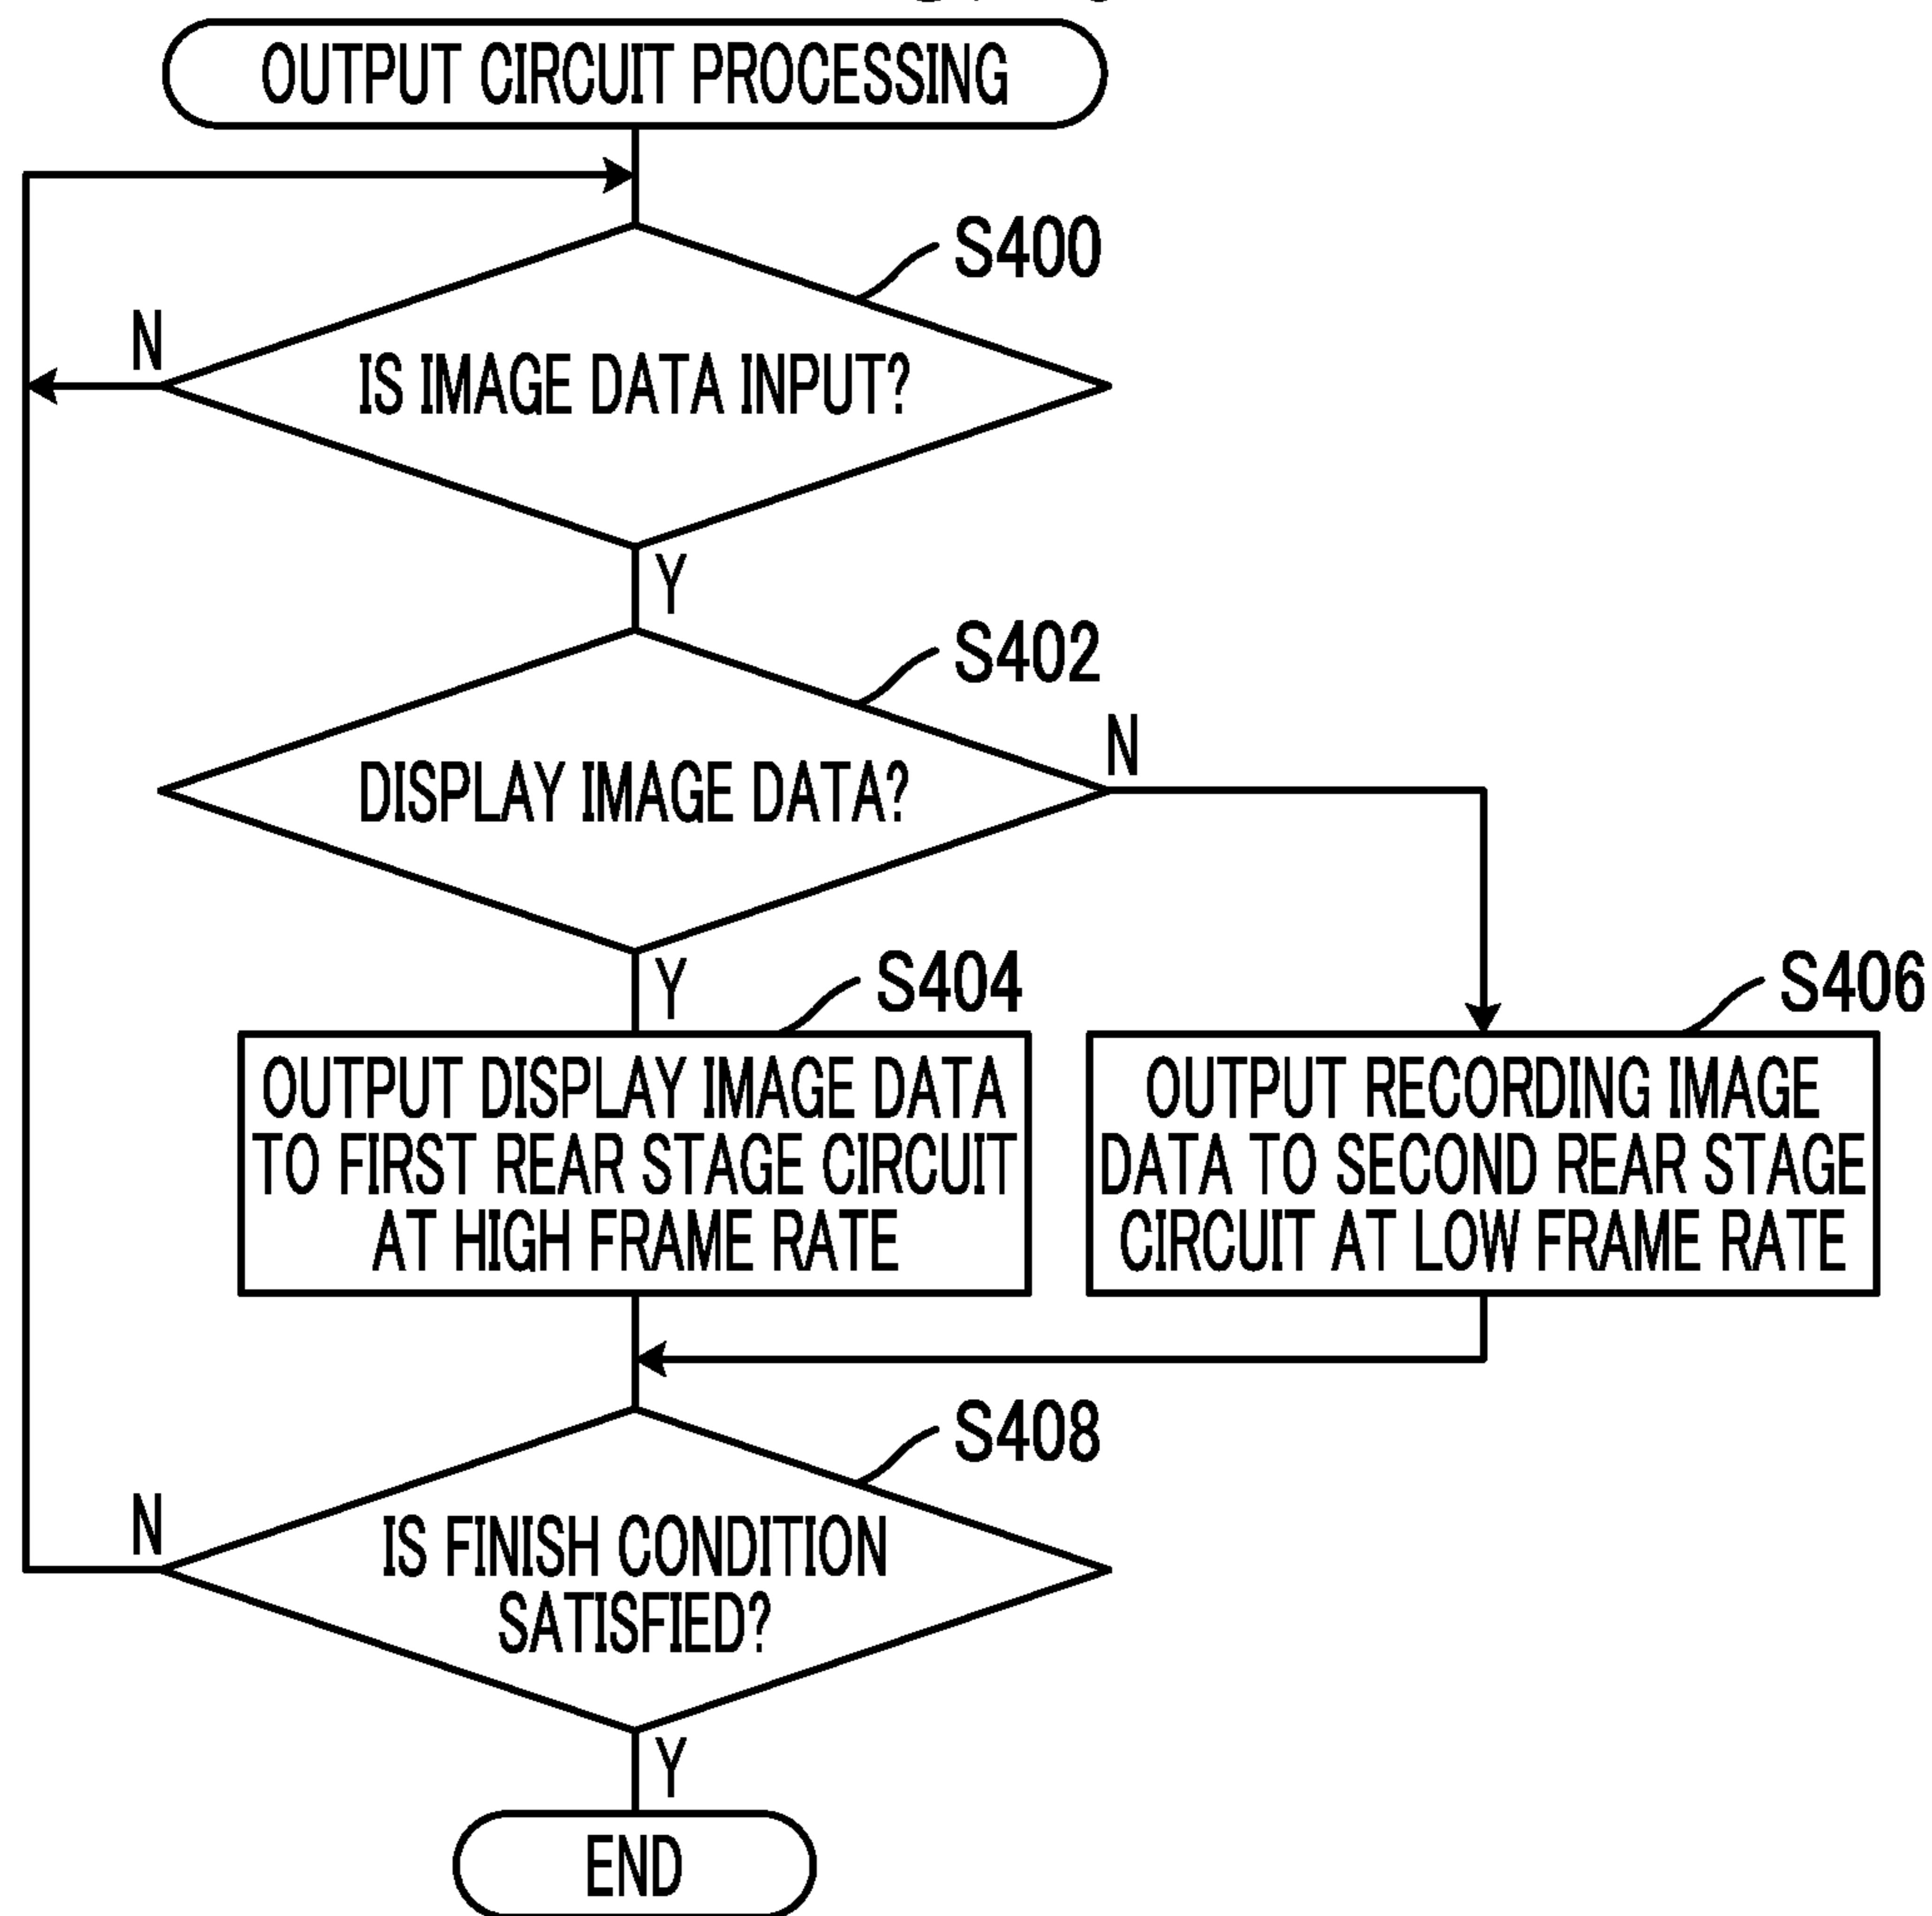 OUTPUT CIRCUIT PROCESSING
S400
N
IS IMAGE DATA INPUT?
Y
S402
N
DISPLAY IMAGE DATA?
Y
S404
S406
OUTPUT DISPLAY IMAGE DATA
TO FIRST REAR STAGE CIRCUIT
AT HIGH FRAME RATE
OUTPUT RECORDING IMAGE
DATA TO SECOND REAR STAGE
CIRCUIT AT LOW FRAME RATE
S408
N
IS FINISH CONDITION
SATISFIED?
Y
END